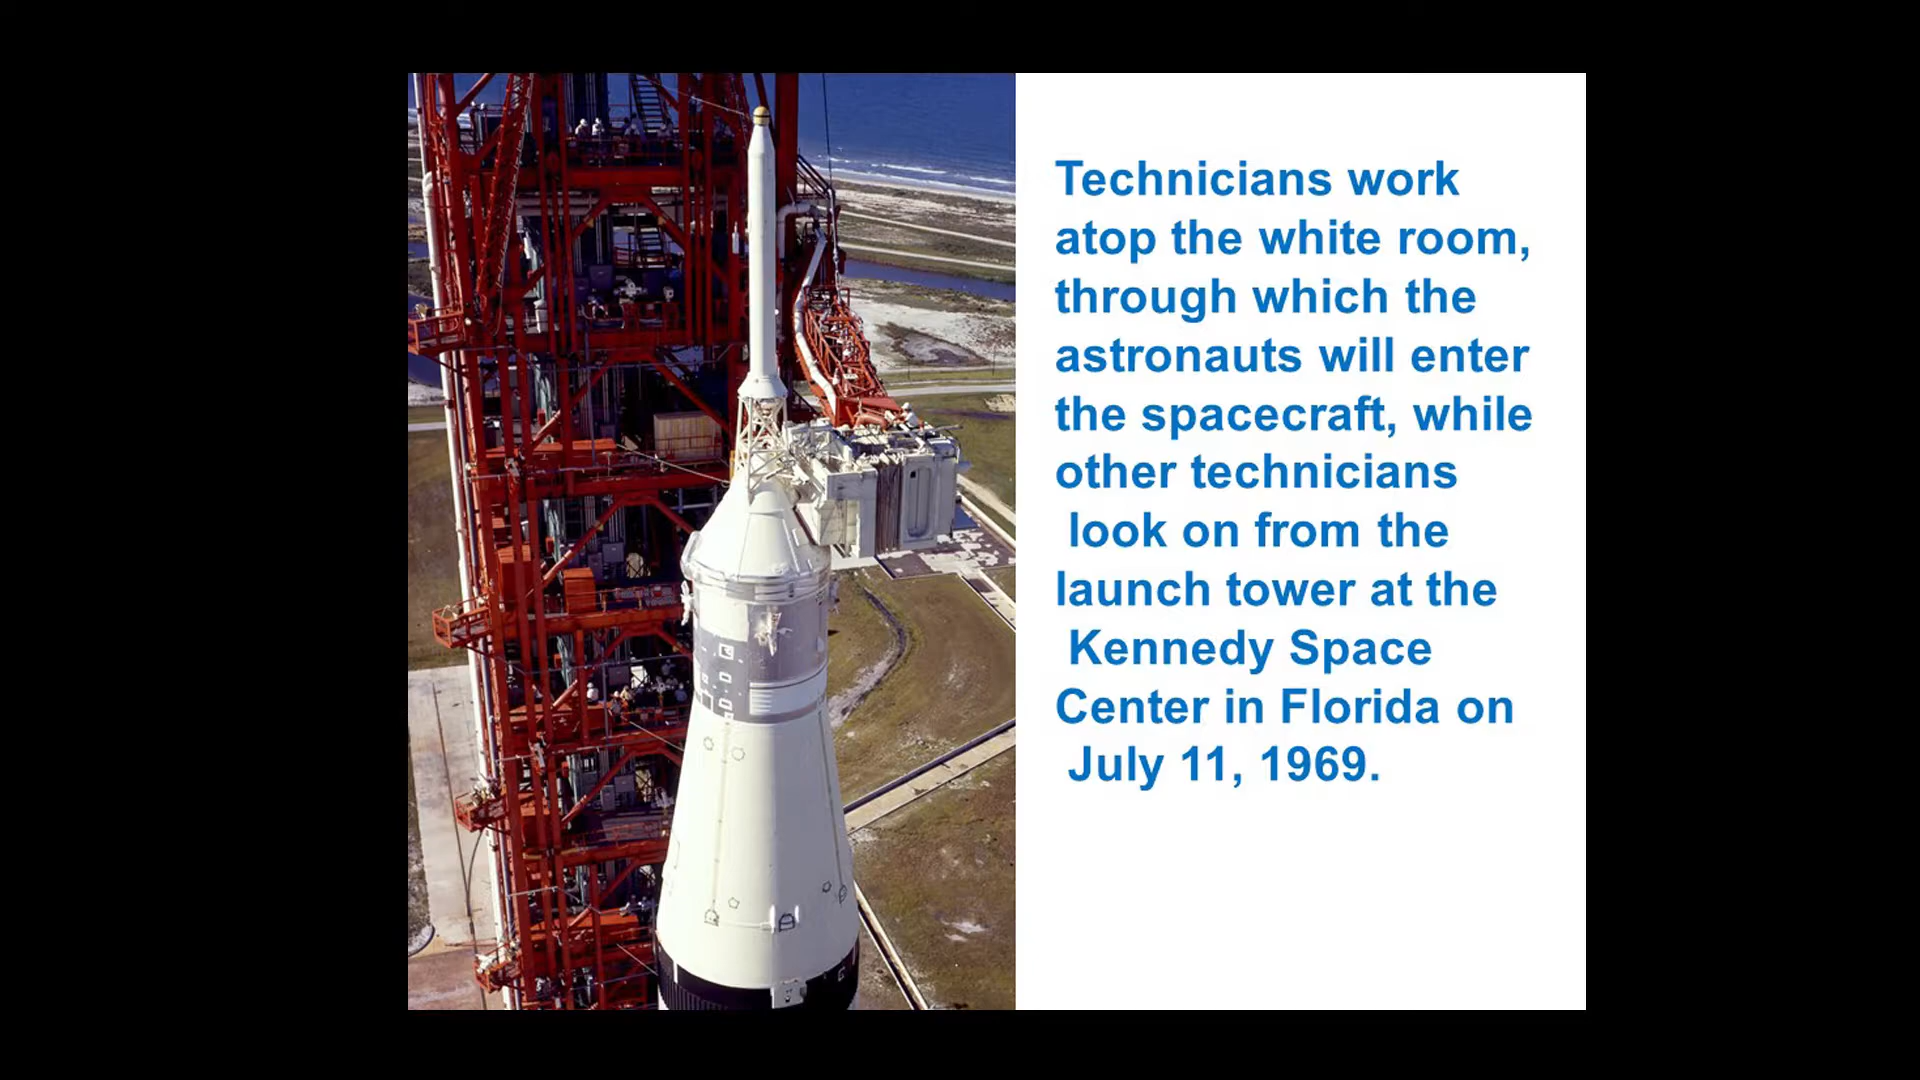 Technicians work
atop the white room,
through which the
astronauts will enter
the spacecraft, while
other technicians
look on from the
launch tower at the
Kennedy Space
Center in Florida on
July 11, 1969.